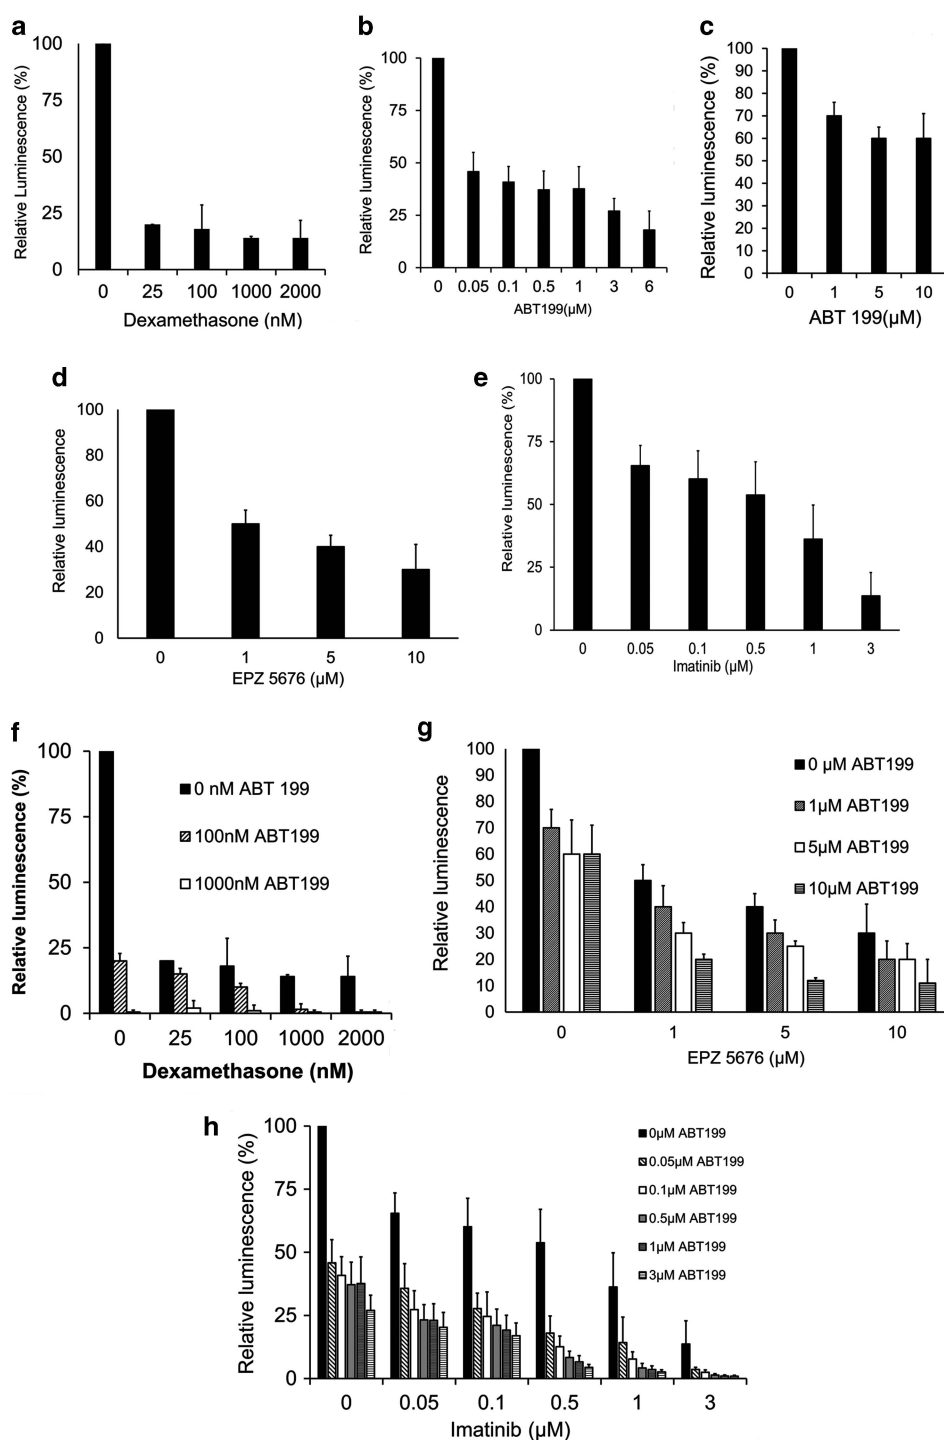 a
100
75
50
25
0
Relative Luminescence (%)
0 25 100 1000 2000
Dexamethasone (nM)
b
100
75
50
25
0
Relative luminescence (%)
0 0.05 0.1 0.5 1 3 6
ABT199(µM)
c
100
90
80
70
60
50
40
30
20
10
0
Relative luminescence (%)
0 1 5 10
ABT 199(µM)
d
100
80
60
40
20
0
Relative luminescence
0 1 5 10
EPZ 5676 (µM)
e
100
75
50
25
0
Relative luminescence (%)
0 0.05 0.1 0.5 1 3
Imatinib (µM)
f
100
75
50
25
0
Relative luminescence (%)
0 nM ABT 199
100nM ABT199
1000nM ABT199
0 25 100 1000 2000
Dexamethasone (nM)
g
100
90
80
70
60
50
40
30
20
10
0
Relative luminescence
0 µM ABT199
1µM ABT199
5µM ABT199
10µM ABT199
0 1 5 10
EPZ 5676 (µM)
h
100
75
50
25
0
Relative luminescence (%)
0µM ABT199
0.05µM ABT199
0.1µM ABT199
0.5µM ABT199
1µM ABT199
3µM ABT199
0 0.05 0.1 0.5 1 3
Imatinib (µM)